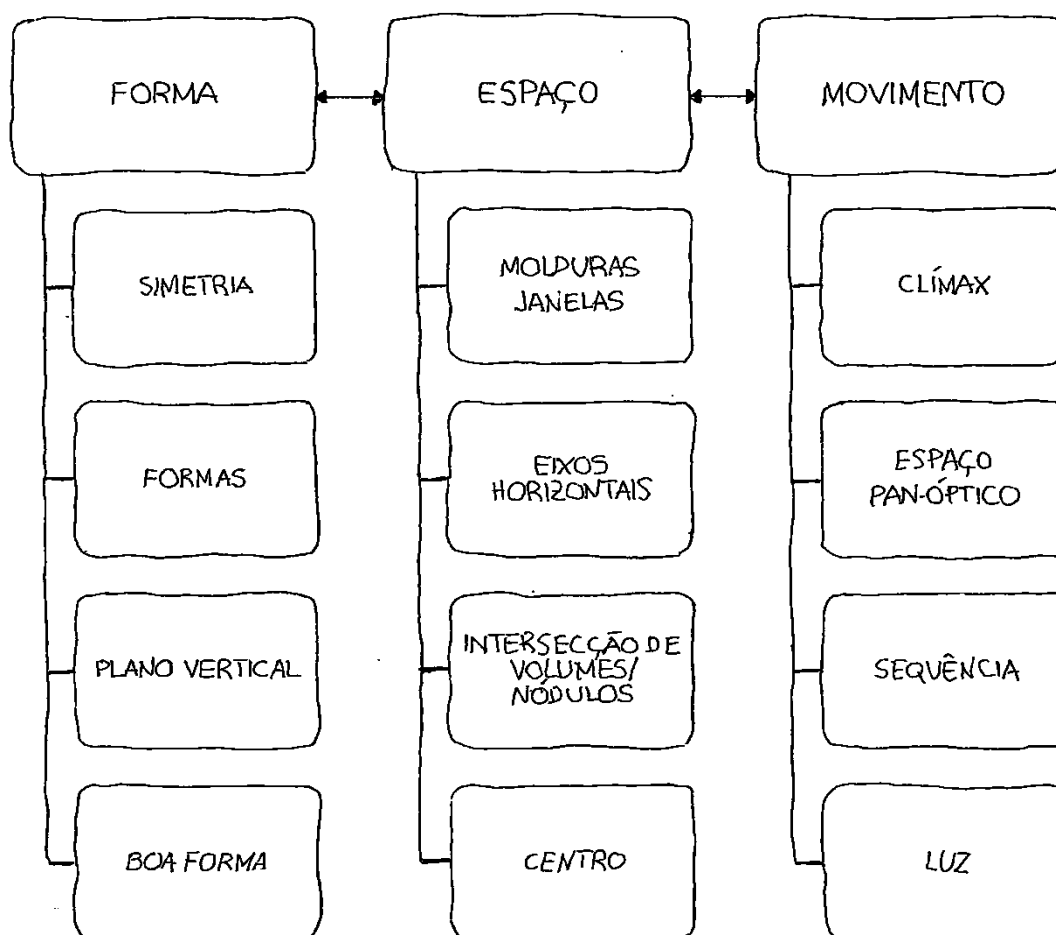 FORMA
ESPAÇO
MOVIMENTO
SIMETRIA
MOLDURAS
JANELAS
CLÍMAX
FORMAS
EIXOS
HORIZONTAIS
ESPAÇO
PAN-ÓPTICO
PLANO VERTICAL
INTERSECÇÃO DE
VOLUMES/
NÓDULOS
SEQUÊNCIA
BOA FORMA
CENTRO
LUZ